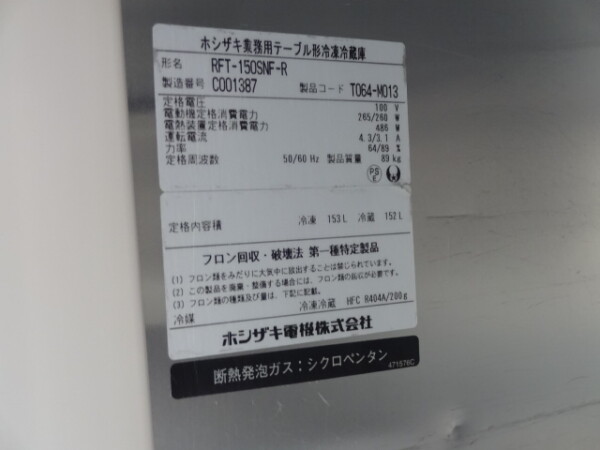 ホシザキ業務用テーブル形冷凍冷蔵庫
形名 RFT-150SNF-R
製造番号 C001387 製品コード T064-M013
定格電圧 100 V
電動機定格消費電力 265/260 W
電熱装置定格消費電力 486 W
運転電流 4.3/3.1 A
力率 64/89 %
定格周波数 50/60 Hz 製品質量 89 kg
PS E
定格内容積 冷凍 153L 冷蔵 152L
フロン回収・破壊法 第一種特定製品
(1) フロン類をみだりに大気中に放出することは禁じられています。
(2) この製品を廃棄・整備する場合には、フロン類の回収が必要です。
(3) フロン類の種類及び量は、下記に記載。
冷媒 冷凍冷蔵 HFC R404A/200g
ホシザキ電機株式会社
断熱発泡ガス：シクロペンタン
471576C